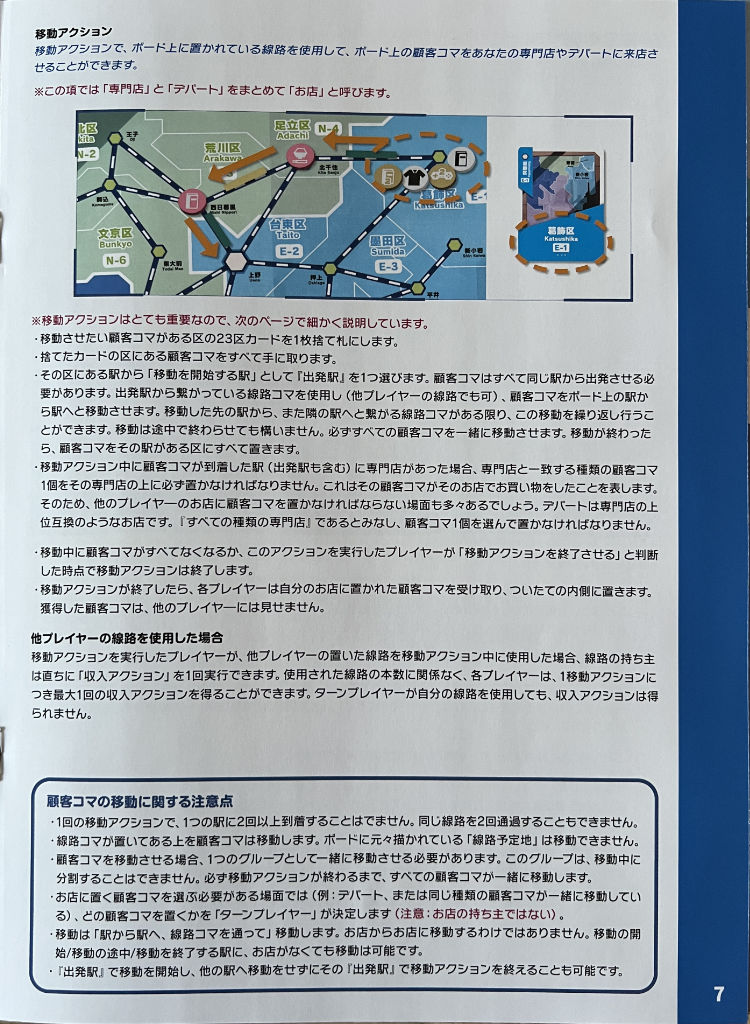 移動アクション
移動アクションで、ボード上に置かれている線路を使用して、ボード上の顧客コマをあなたの専門店やデパートに来店さ
せることができます。
※この項では「専門店」と「デパート」をまとめて「お店」と呼びます。
北区
kita
N-2
王子
Oji
駒込
Komagome
文京区
Bunkyo
N-6
東大前
Todai Mae
荒川区
Arakawa
西日暮里
Nishi Nippori
足立区
Adachi
N-4
北千住
Kita Senju
台東区
Taito
E-2
上野
Ueno
押上
Oshiage
墨田区
Sumida
E-3
葛飾区
Katsushika
E-1
新小岩
Shin Koiwa
平井
葛飾区
Katsushika
E-1
※移動アクションはとても重要なので、次のページで細かく説明しています。
・移動させたい顧客コマがある区の23区カードを1枚捨て札にします。
・捨てたカードの区にある顧客コマをすべて手に取ります。
・その区にある駅から「移動を開始する駅」として『出発駅』を1つ選びます。顧客コマはすべて同じ駅から出発させる必
要があります。出発駅から繋がっている線路コマを使用し（他プレイヤーの線路でも可）、顧客コマをボード上の駅か
ら駅へと移動させます。移動した先の駅から、また隣の駅へと繋がる線路コマがある限り、この移動を繰り返し行うこ
とができます。移動は途中で終わらせても構いません。必ずすべての顧客コマを一緒に移動させます。移動が終わった
ら、顧客コマをその駅がある区にすべて置きます。
・移動アクション中に顧客コマが到着した駅（出発駅も含む）に専門店があった場合、専門店と一致する種類の顧客コマ
1個をその専門店の上に必ず置かなければなりません。これはその顧客コマがそのお店でお買い物をしたことを表します。
そのため、他のプレイヤーのお店に顧客コマを置かなければならない場面も多々あるでしょう。デパートは専門店の上
位互換のようなお店です。『すべての種類の専門店』であるとみなし、顧客コマ1個を選んで置かなければなりません。
・移動中に顧客コマがすべてなくなるか、このアクションを実行したプレイヤーが「移動アクションを終了させる」と判断
した時点で移動アクションは終了します。
・移動アクションが終了したら、各プレイヤーは自分のお店に置かれた顧客コマを受け取り、ついたての内側に置きます。
獲得した顧客コマは、他のプレイヤーには見せません。
他プレイヤーの線路を使用した場合
移動アクションを実行したプレイヤーが、他プレイヤーの置いた線路を移動アクション中に使用した場合、線路の持ち主
は直ちに「収入アクション」を1回実行できます。使用された線路の本数に関係なく、各プレイヤーは、1移動アクションに
つき最大1回の収入アクションを得ることができます。ターンプレイヤーが自分の線路を使用しても、収入アクションは得
られません。
顧客コマの移動に関する注意点
・1回の移動アクションで、1つの駅に2回以上到着することはできません。同じ線路を2回通過することもできません。
・線路コマが置いてある上を顧客コマは移動します。ボードに元々描かれている「線路予定地」は移動できません。
・顧客コマを移動させる場合、1つのグループとして一緒に移動させる必要があります。このグループは、移動中に
分割することはできません。必ず移動アクションが終わるまで、すべての顧客コマが一緒に移動します。
・お店に置く顧客コマを選ぶ必要がある場面では（例：デパート、または同じ種類の顧客コマが一緒に移動してい
る）、どの顧客コマを置くかを「ターンプレイヤー」が決定します（注意：お店の持ち主ではない）。
・移動は「駅から駅へ、線路コマを通って」移動します。お店からお店に移動するわけではありません。移動の開
始/移動の途中/移動を終了する駅に、お店がなくても移動は可能です。
・『出発駅』で移動を開始し、他の駅へ移動をせずにその『出発駅』で移動アクションを終えることも可能です。
7